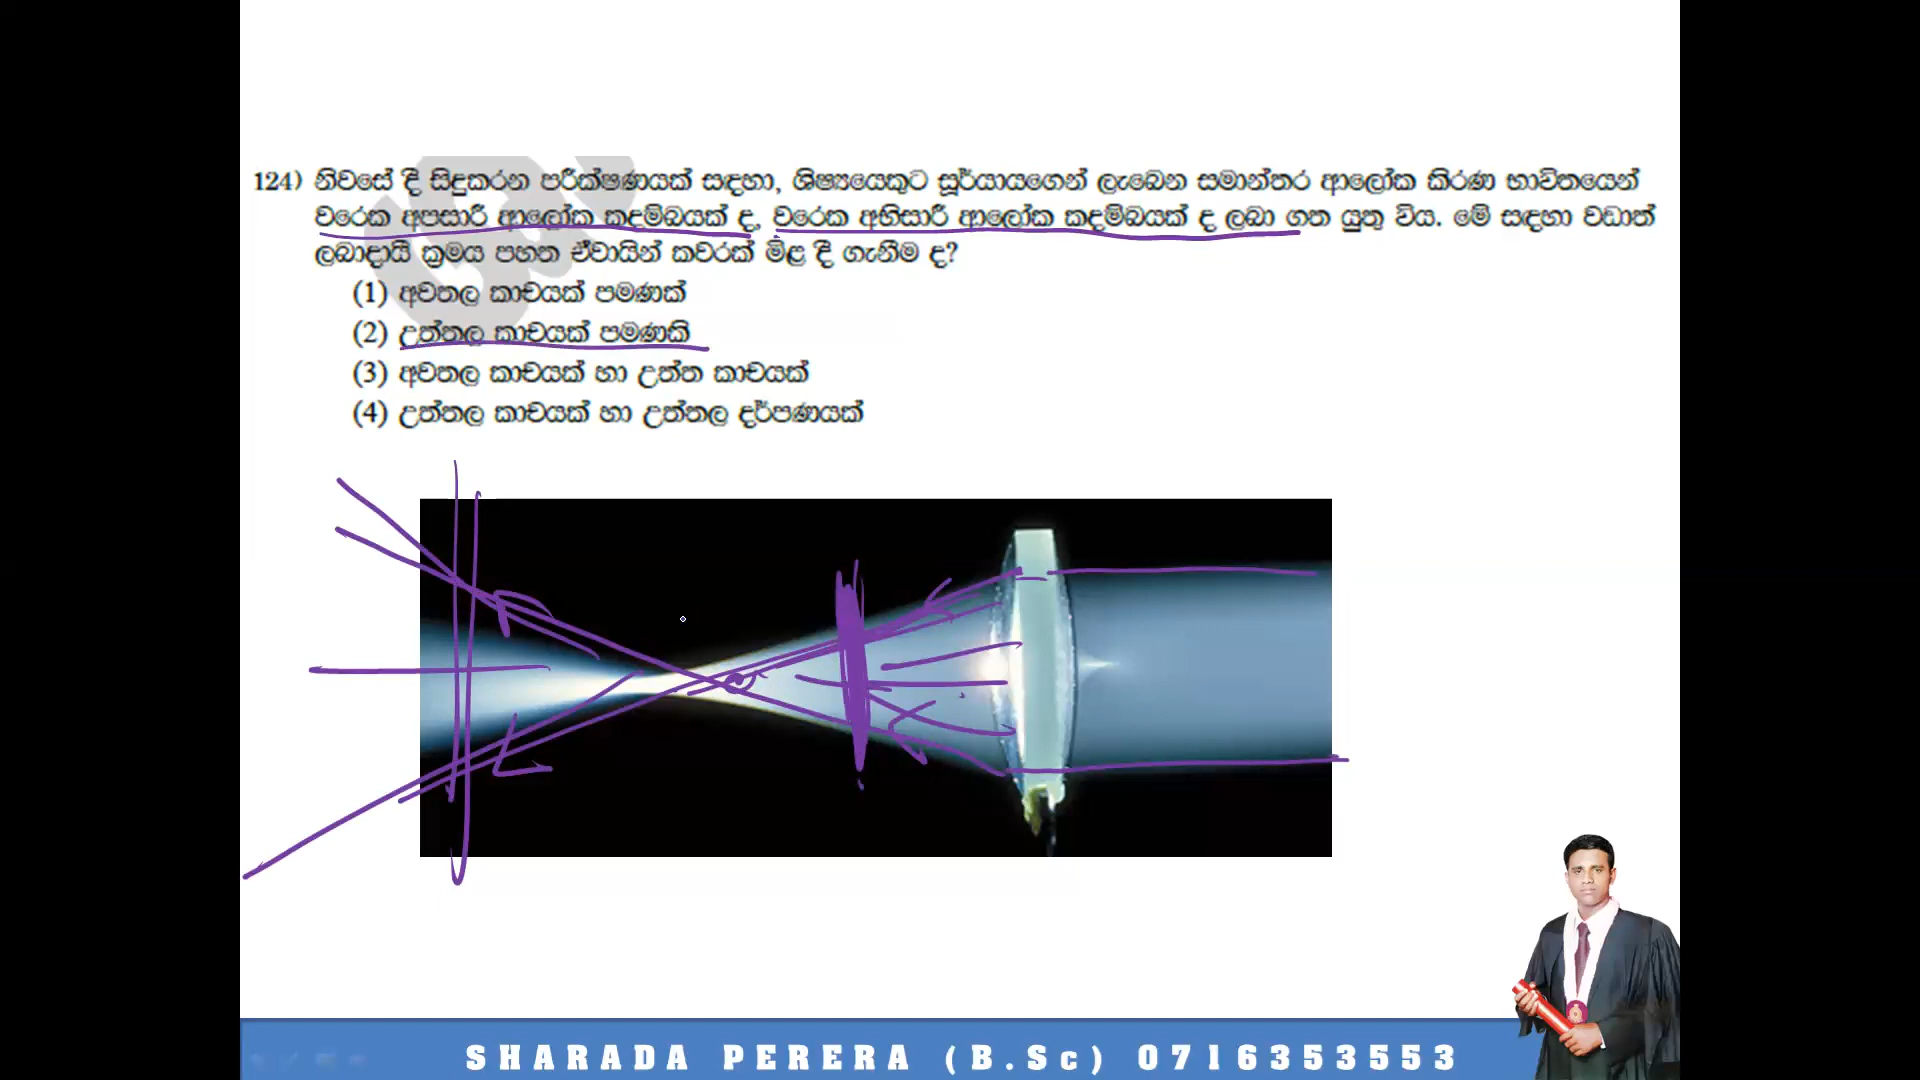 124) නිවසේ දී සිදුකරන පරීක්ෂණයක් සඳහා, ශිෂ්‍යයෙකුට සූර්යායගෙන් ලැබෙන සමාන්තර ආලෝක කිරණ භාවිතයෙන්
වරෙක අපසාරී ආලෝක කදම්බයක් ද, වරෙක අභිසාරී ආලෝක කදම්බයක් ද ලබා ගත යුතු විය. මේ සඳහා වඩාත්
ලබාදායී ක්‍රමය පහත ඒවායින් කවරක් මිළ දී ගැනීම ද?
(1) අවතල කාචයක් පමණක්
(2) උත්තල කාචයක් පමණකි
(3) අවතල කාචයක් හා උත්ත කාචයක්
(4) උත්තල කාචයක් හා උත්තල දර්පණයක්
SHARADA PERERA (B.Sc) 0716353553